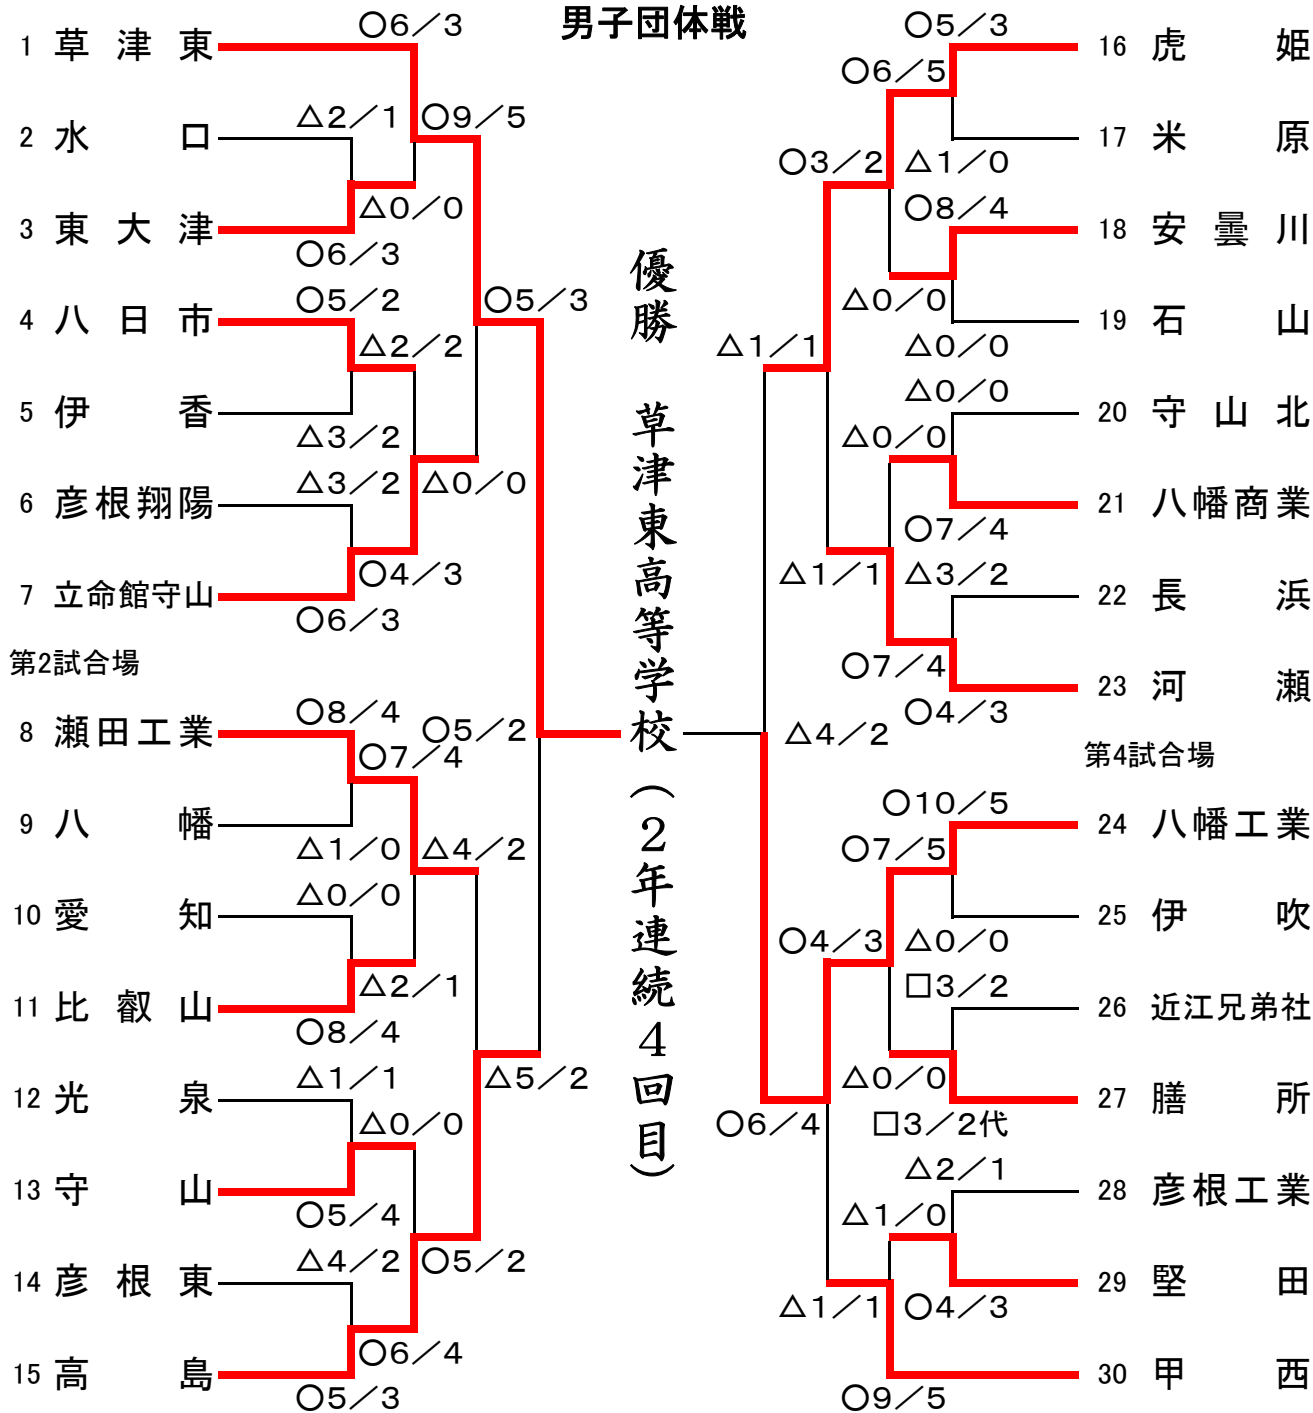 男子団体戦
○6／3
1 草津東
△2／1
○9／5
2 水口
△0／0
3 東大津
○6／3
○5／2
○5／3
4 八日市
△2／2
5 伊香
△3／2
△3／2
△0／0
6 彦根翔陽
○4／3
7 立命館守山
○6／3
第2試合場
○8／4
○5／2
8 瀬田工業
○7／4
9 八幡
△1／0
△4／2
△0／0
10 愛知
△2／1
11 比叡山
○8／4
△1／1
△5／2
12 光泉
△0／0
13 守山
○5／4
△4／2
○5／2
14 彦根東
○6／4
15 高島
○5／3
優勝 草津東高等学校（2年連続4回目）
○5／3
16 虎姫
○6／5
17 米原
○3／2
△1／0
○8／4
18 安曇川
△0／0
19 石山
△1／1
△0／0
△0／0
20 守山北
△0／0
21 八幡商業
○7／4
△1／1
△3／2
22 長浜
○7／4
23 河瀬
○4／3
△4／2
第4試合場
○10／5
24 八幡工業
○7／5
25 伊吹
○4／3
△0／0
□3／2
26 近江兄弟社
△0／0
27 膳所
○6／4
□3／2代
△2／1
28 彦根工業
△1／0
29 堅田
△1／1
○4／3
30 甲西
○9／5